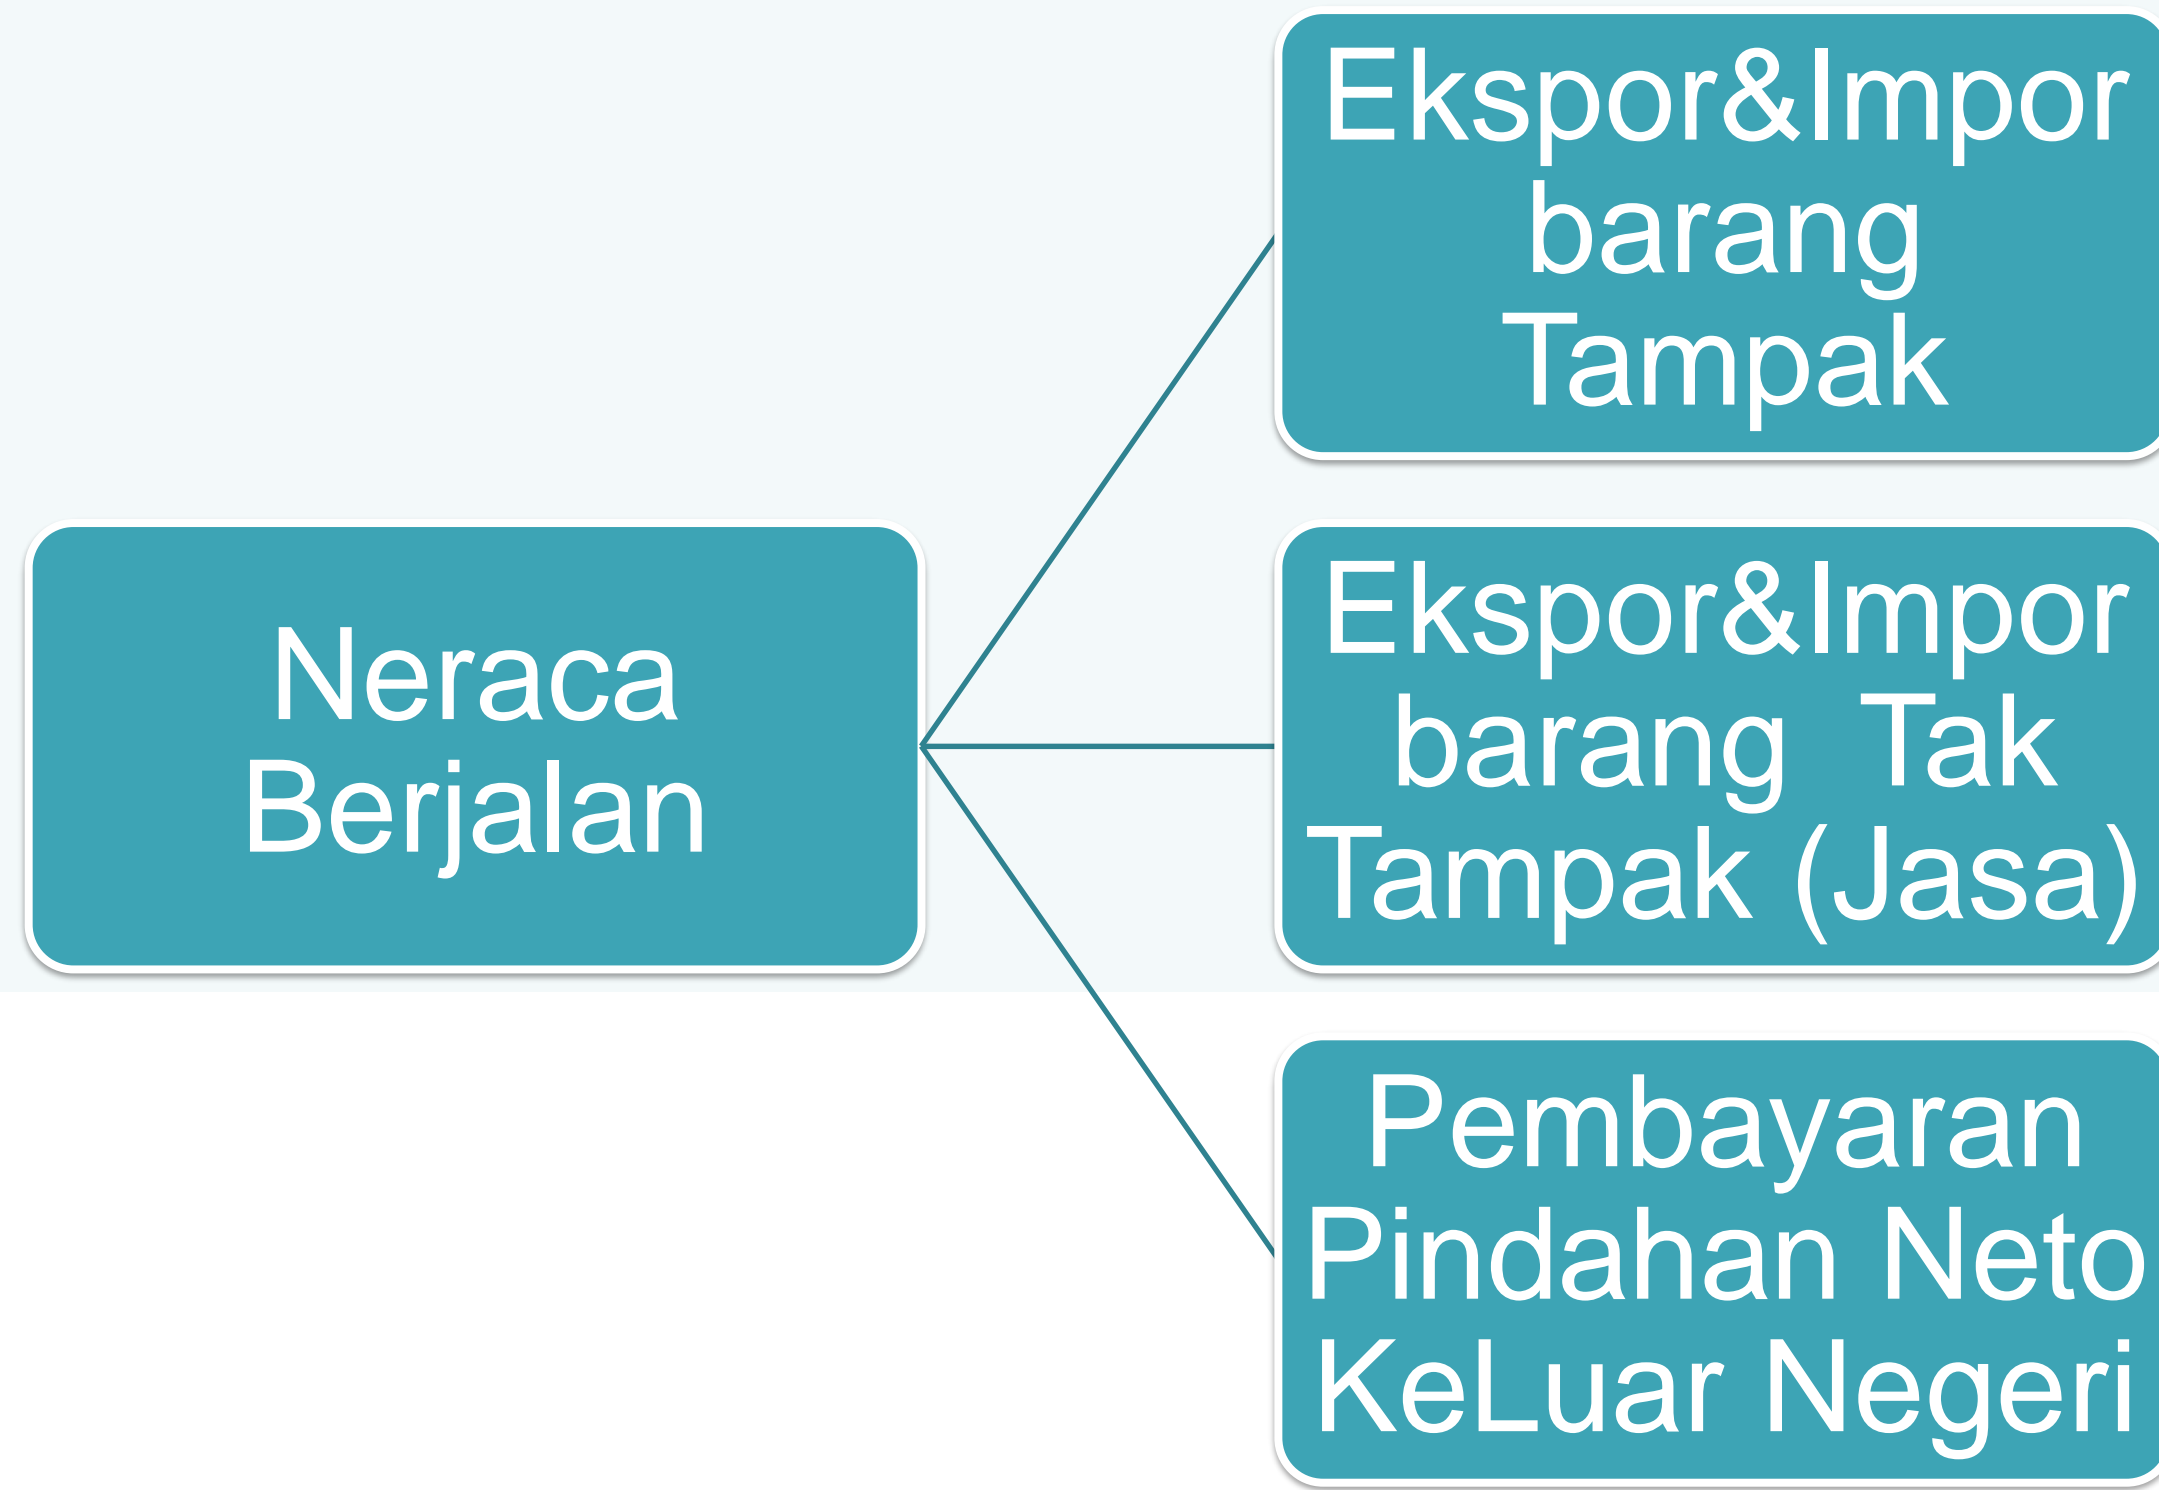 Neraca
Berjalan
Ekspor&Impor
barang
Tampak
Ekspor&Impor
barang  Tak
Tampak (Jasa)
Pembayaran
Pindahan Neto
KeLuar Negeri